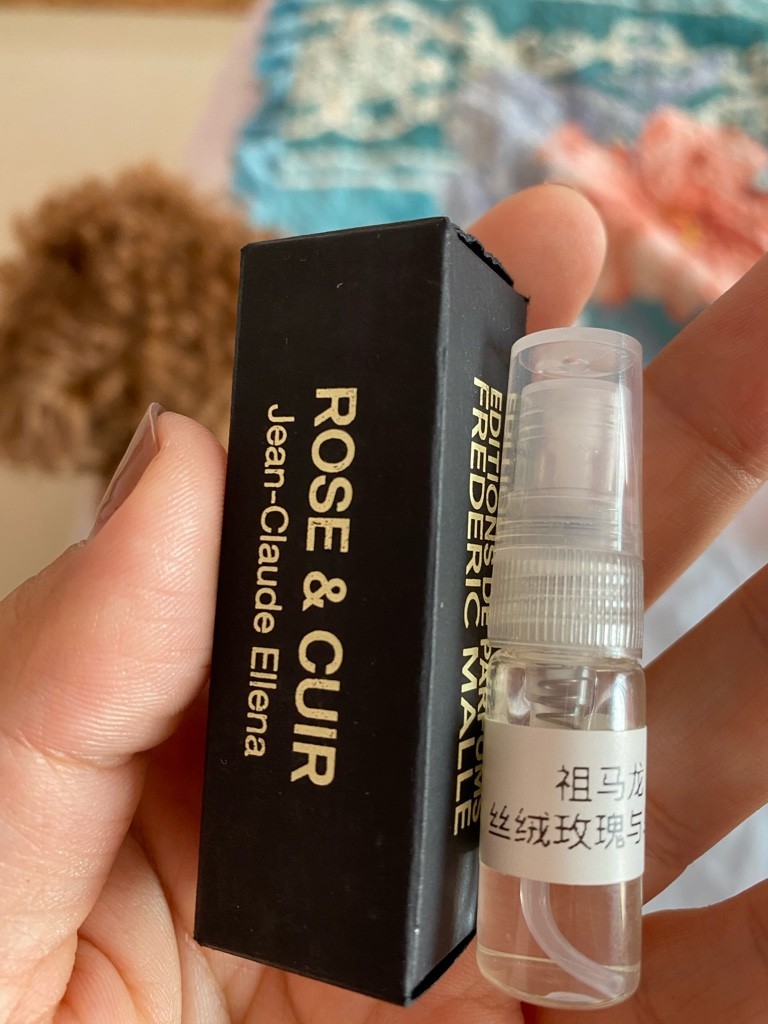 ROSE & CUIR
Jean-Claude Ellena
EDITIONS DE PARFUMS
FREDERIC MALLE
祖马龙
丝绒玫瑰与